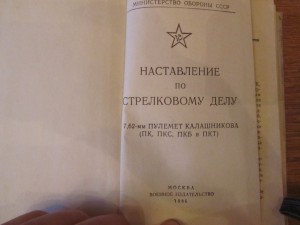 МИНИСТЕРСТВО ОБОРОНЫ СССР
НАСТАВЛЕНИЕ
ПО
СТРЕЛКОВОМУ ДЕЛУ
7,62-мм ПУЛЕМЕТ КАЛАШНИКОВА
(ПК, ПКС, ПКБ и ПКТ)
МОСКВА
ВОЕННОЕ ИЗДАТЕЛЬСТВО